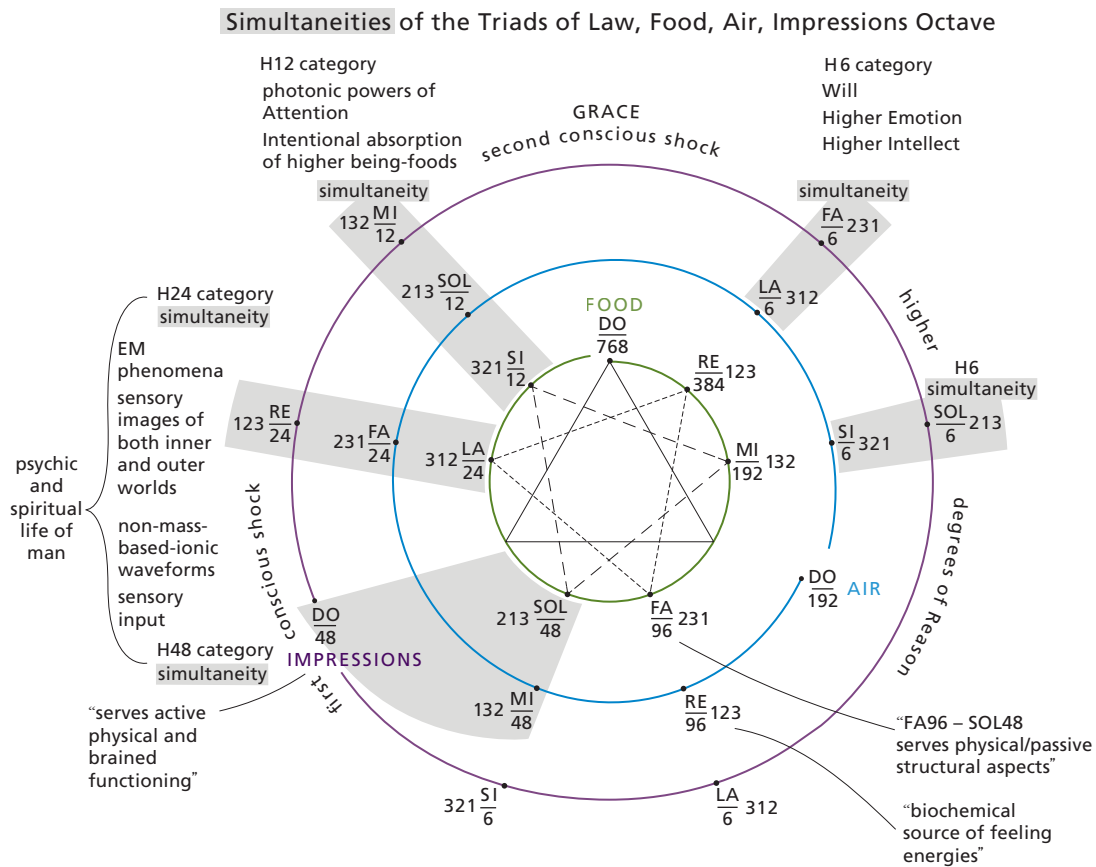 Simultaneities of the Triads of Law, Food, Air, Impressions Octave
H12 category
photonic powers of
Attention
Intentional absorption
of higher being-foods
simultaneity
H6 category
Will
Higher Emotion
Higher Intellect
simultaneity
GRACE
second conscious shock
132 MI
12
FA 231
6
213 SOL
12
LA 312
6
higher
H24 category
simultaneity
EM
phenomena
sensory
images of
both inner
and outer
worlds
non-mass-
based-ionic
waveforms
sensory
input
H48 category
simultaneity
psychic
and
spiritual
life of
man
FOOD
DO
768
321 SI
12
RE 123
384
H6
simultaneity
SOL 213
6
123 RE
24
231 FA
24
312 LA
24
MI 132
192
SI 321
6
first conscious shock
degrees of Reason
DO
48
IMPRESSIONS
213 SOL
48
FA 231
96
DO
192
AIR
132 MI
48
RE 123
96
"serves active
physical and
brained
functioning"
"FA96 – SOL48
serves physical/passive
structural aspects"
321 SI
6
LA 312
6
"biochemical
source of feeling
energies"